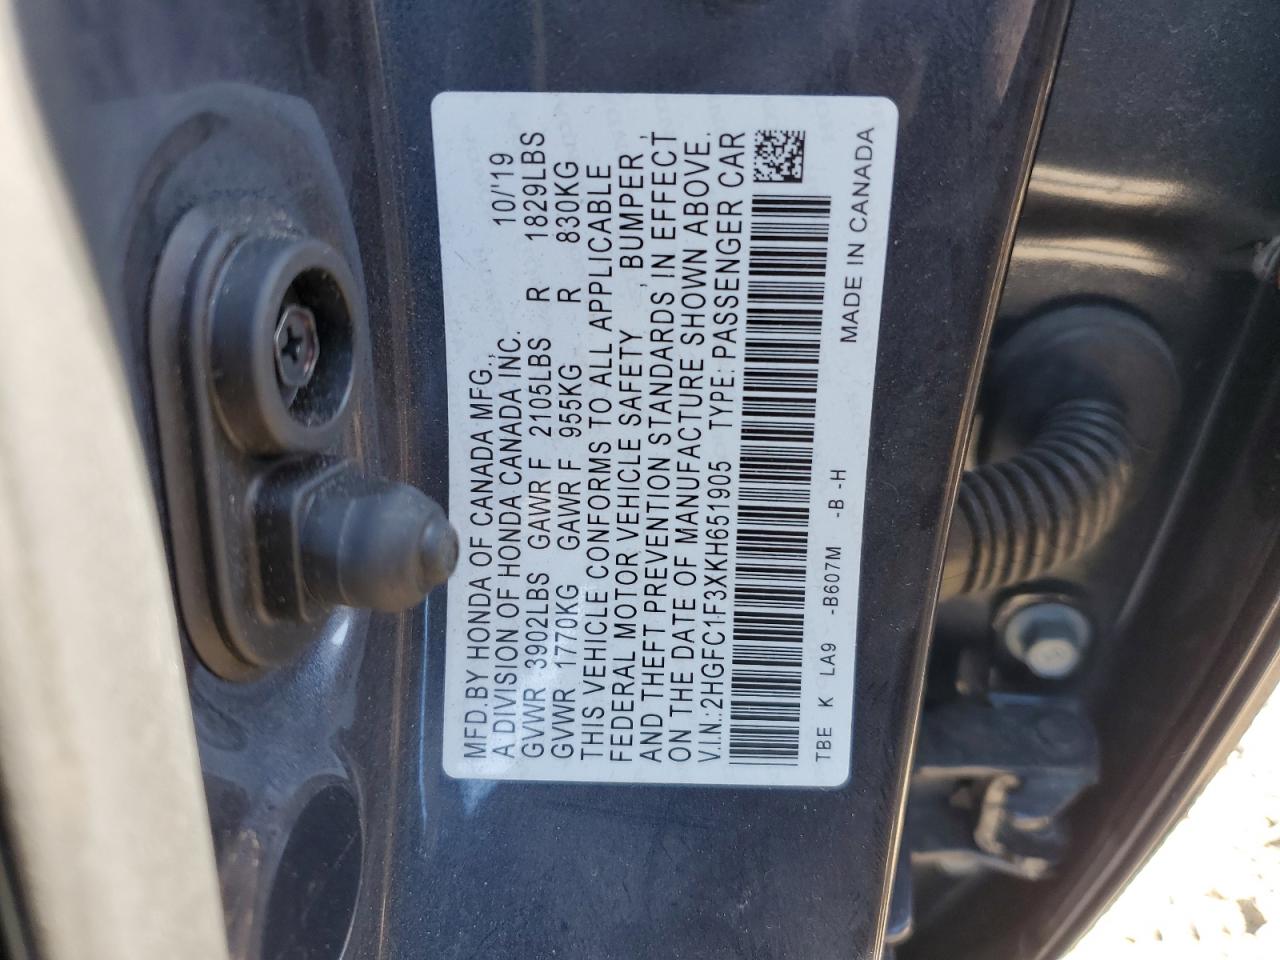 MFD.BY HONDA OF CANADA MFG.,
A DIVISION OF HONDA CANADA INC. 10/'19
GVWR 3902LBS GAWR F 2105LBS R 1829LBS
GVWR 1770KG GAWR F 955KG R 830KG
THIS VEHICLE CONFORMS TO ALL APPLICABLE
FEDERAL MOTOR VEHICLE SAFETY , BUMPER ,
AND THEFT PREVENTION STANDARDS, IN EFFECT
ON THE DATE OF MANUFACTURE SHOWN ABOVE.
V.I.N.:2HGFC1F3XKH651905 TYPE: PASSENGER CAR
TBE K LA9 -B607M -B -H MADE IN CANADA